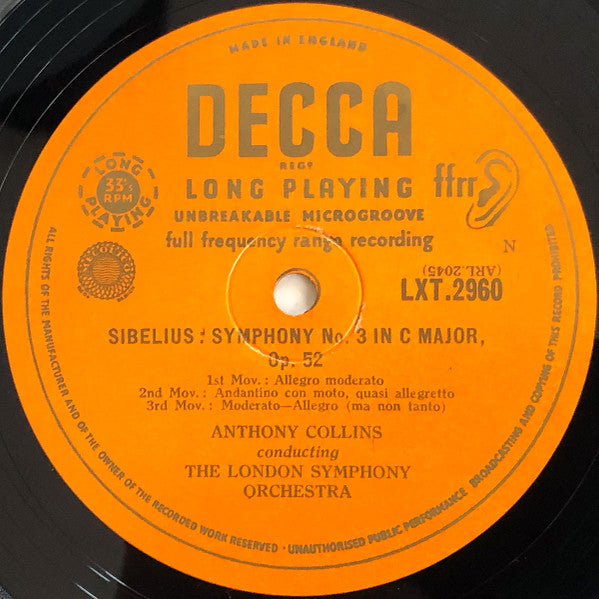 MADE IN ENGLAND
DECCA
REGD
LONG PLAYING
UNBREAKABLE MICROGROOVE
full frequency range recording
LONG
33⅓
RPM
PLAYING
ffrr
N
(ARL.2045)
LXT.2960
SIBELIUS : SYMPHONY No. 3 IN C MAJOR,
Op. 52
1st Mov.: Allegro moderato
2nd Mov.: Andantino con moto, quasi allegretto
3rd Mov.: Moderato—Allegro (ma non tanto)
ANTHONY COLLINS
conducting
THE LONDON SYMPHONY
ORCHESTRA
ALL RIGHTS OF THE MANUFACTURER AND OF THE OWNER OF THE RECORDED WORK RESERVED · UNAUTHORISED PUBLIC PERFORMANCE BROADCASTING AND COPYING OF THIS RECORD PROHIBITED